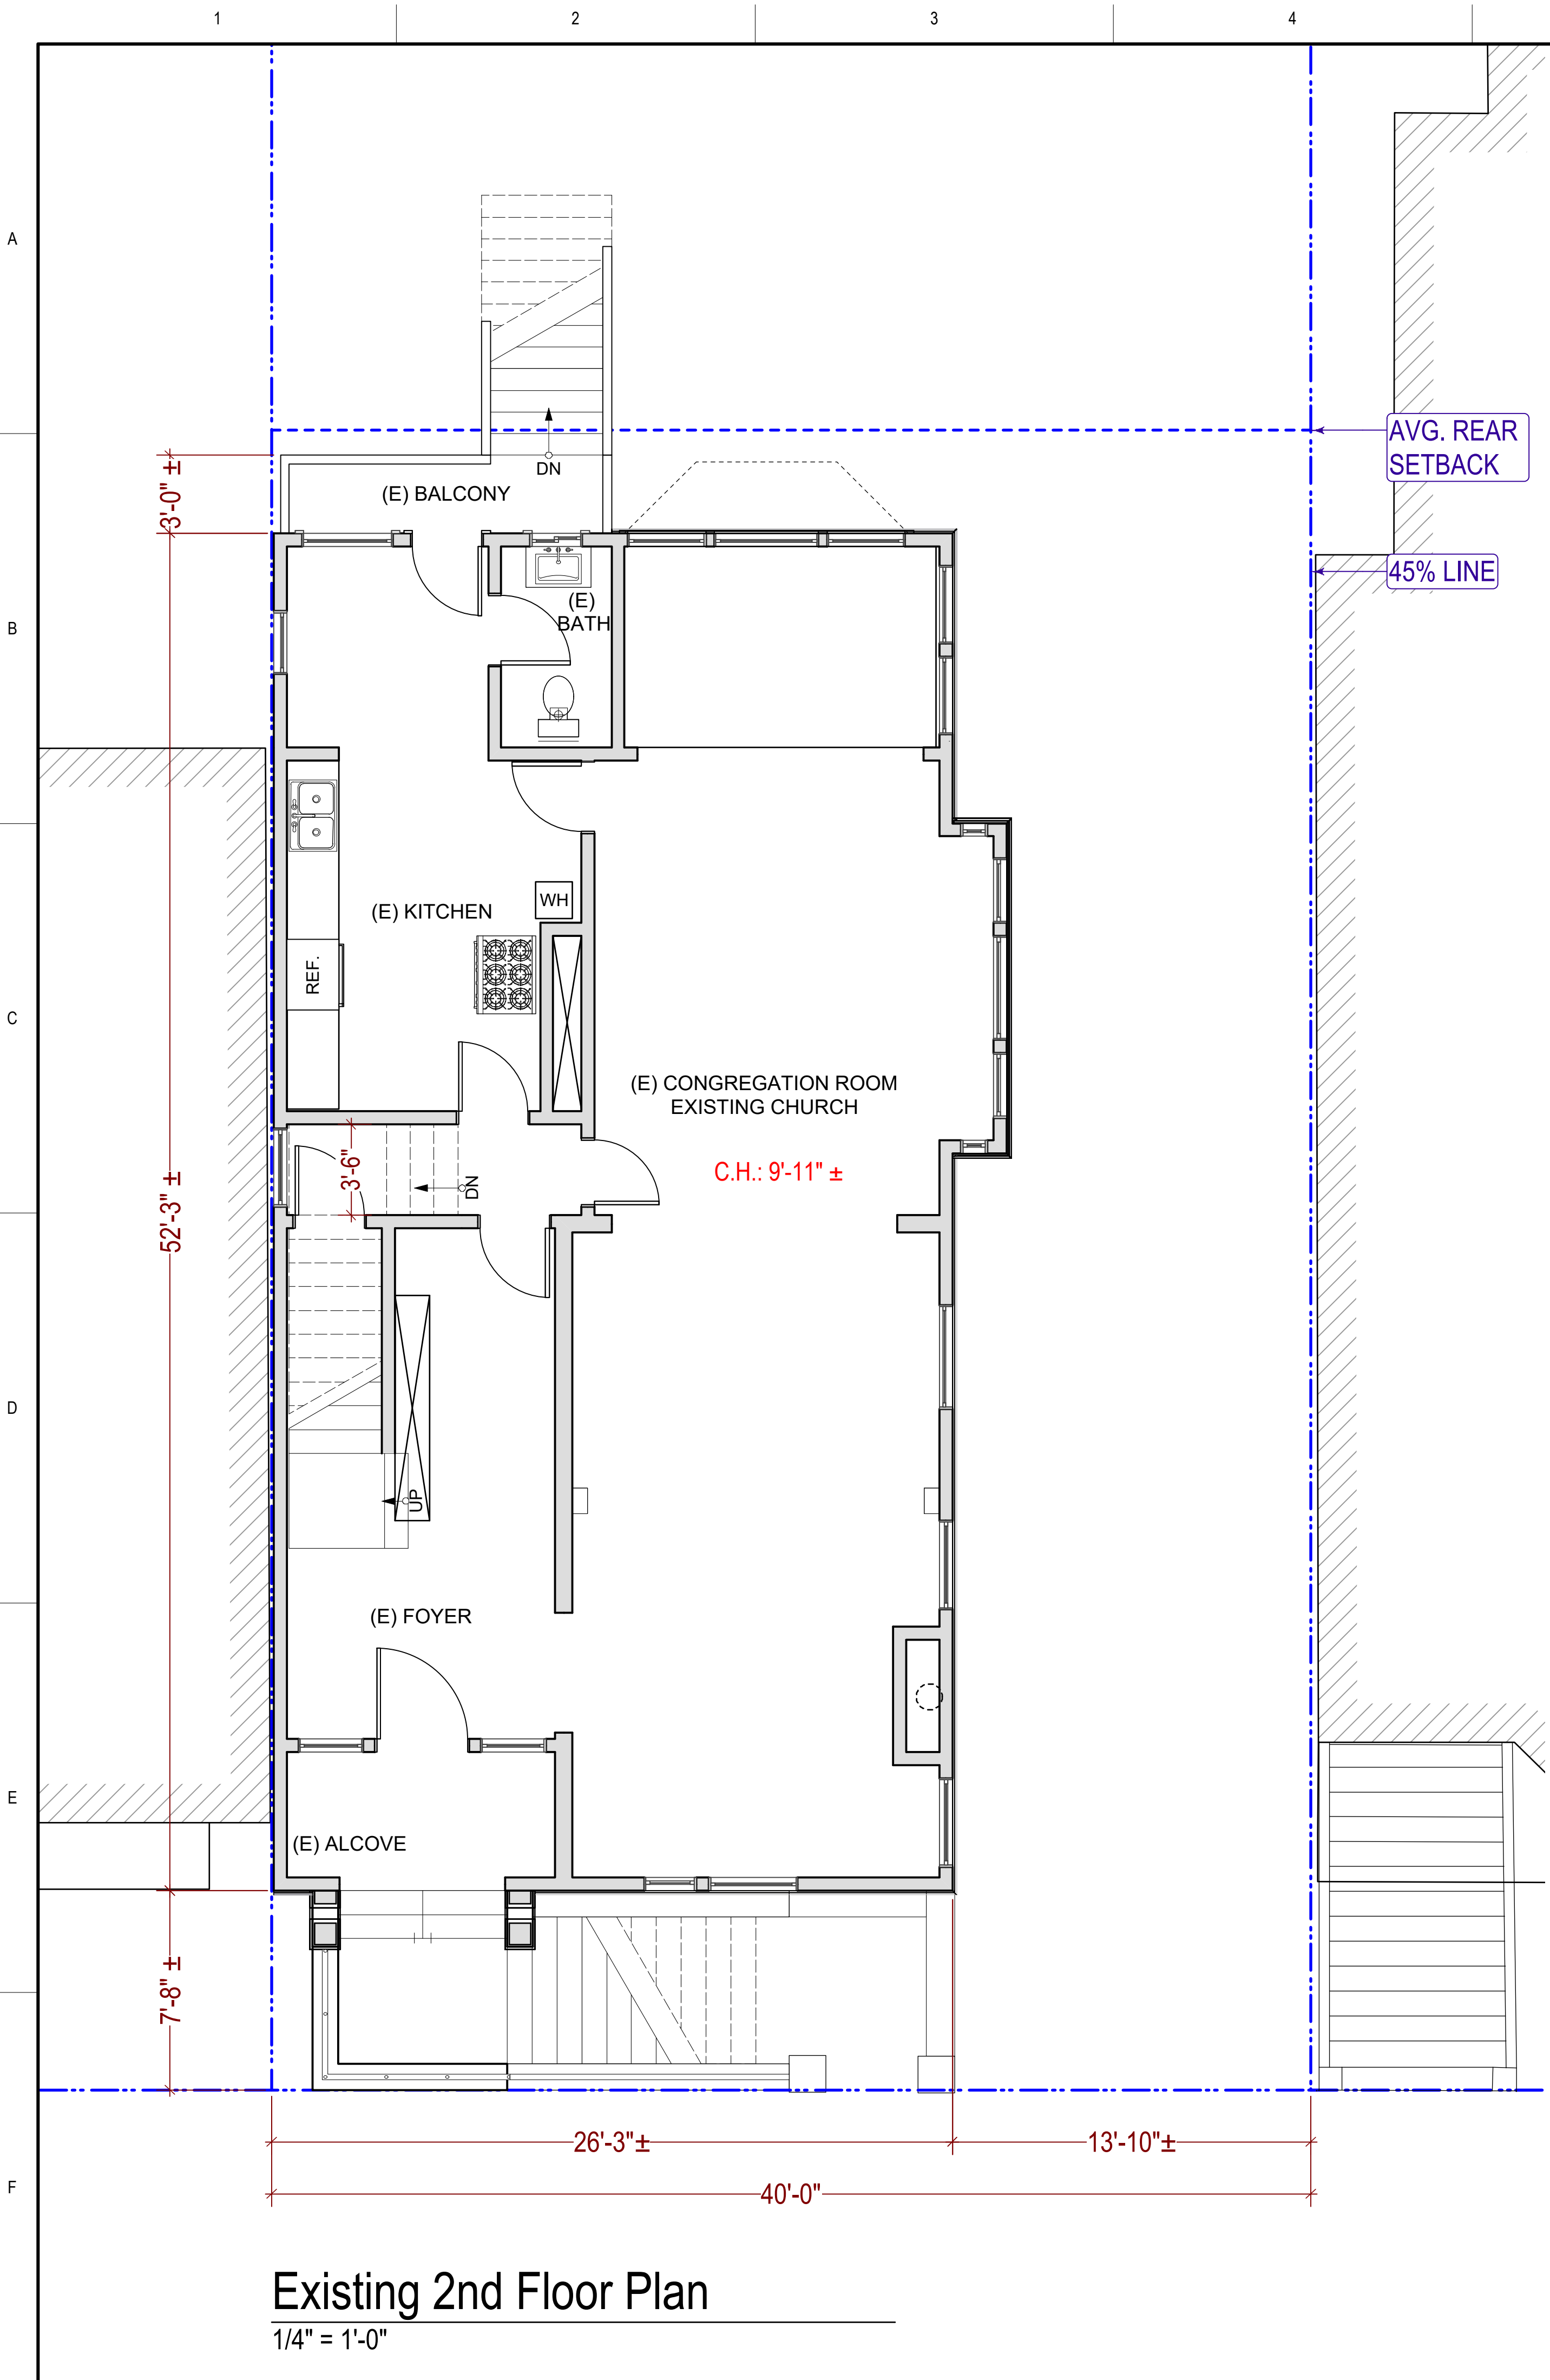 1
2
3
4
A
AVG. REAR
SETBACK
3'-0" ±
DN
(E) BALCONY
45% LINE
(E)
BATH
B
(E) KITCHEN
WH
REF.
C
(E) CONGREGATION ROOM
EXISTING CHURCH
C.H.: 9'-11" ±
3'-6"
DN
52'-3" ±
D
UP
(E) FOYER
E
(E) ALCOVE
7'-8" ±
26'-3"±
13'-10"±
40'-0"
F
Existing 2nd Floor Plan
1/4" = 1'-0"